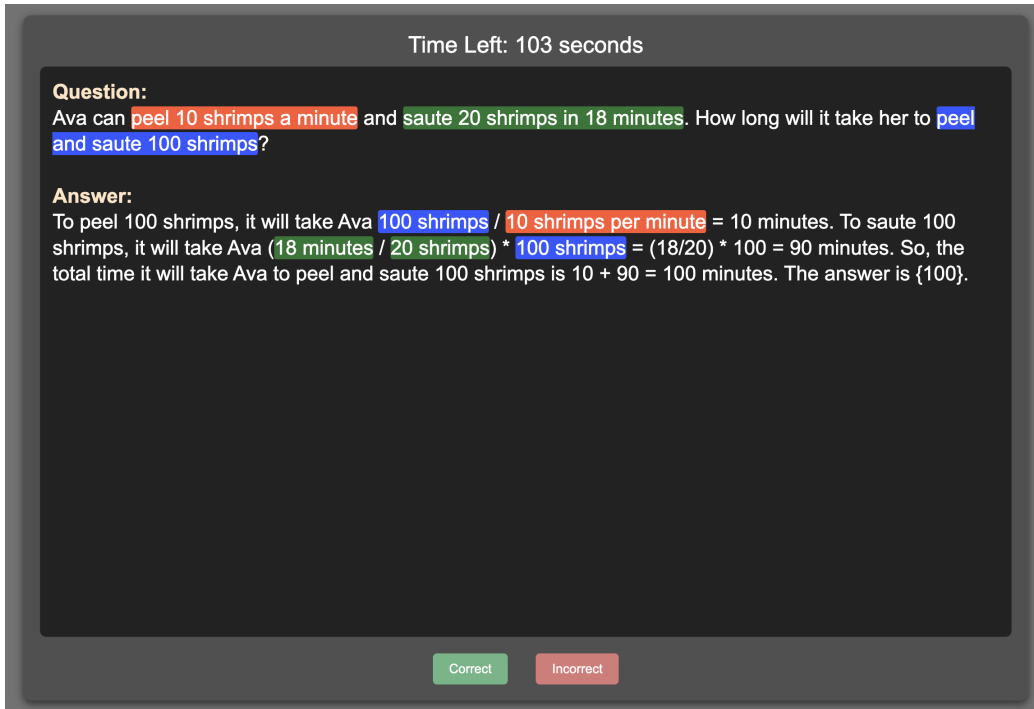 Time Left: 103 seconds
Question:
Ava can peel 10 shrimps a minute and saute 20 shrimps in 18 minutes. How long will it take her to peel
and saute 100 shrimps?
Answer:
To peel 100 shrimps, it will take Ava 100 shrimps / 10 shrimps per minute = 10 minutes. To saute 100
shrimps, it will take Ava (18 minutes / 20 shrimps) * 100 shrimps = (18/20) * 100 = 90 minutes. So, the
total time it will take Ava to peel and saute 100 shrimps is 10 + 90 = 100 minutes. The answer is {100}.
Correct Incorrect